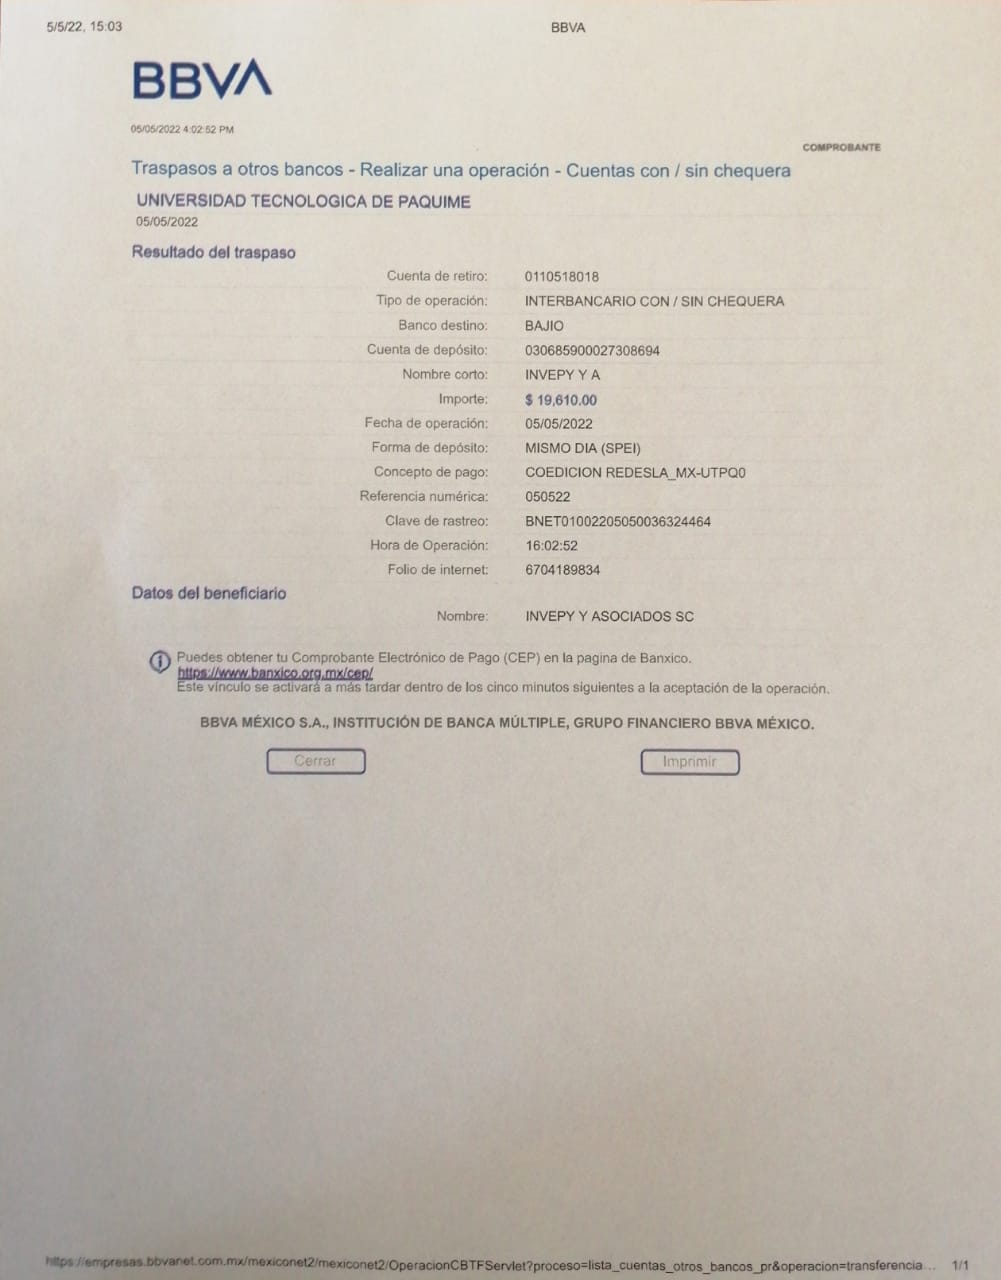 5/5/22, 15:03 BBVA
BBVA
05/05/2022 4:02:52 PM
COMPROBANTE
Traspasos a otros bancos - Realizar una operación - Cuentas con / sin chequera
UNIVERSIDAD TECNOLOGICA DE PAQUIME
05/05/2022
Resultado del traspaso
Cuenta de retiro: 0110518018
Tipo de operación: INTERBANCARIO CON / SIN CHEQUERA
Banco destino: BAJIO
Cuenta de depósito: 030685900027308694
Nombre corto: INVEPY Y A
Importe: $ 19,610.00
Fecha de operación: 05/05/2022
Forma de depósito: MISMO DIA (SPEI)
Concepto de pago: COEDICION REDESLA_MX-UTPQ0
Referencia numérica: 050522
Clave de rastreo: BNET01002205050036324464
Hora de Operación: 16:02:52
Folio de internet: 6704189834
Datos del beneficiario
Nombre: INVEPY Y ASOCIADOS SC
Puedes obtener tu Comprobante Electrónico de Pago (CEP) en la pagina de Banxico.
https://www.banxico.org.mx/cep/
Este vínculo se activará a más tardar dentro de los cinco minutos siguientes a la aceptación de la operación.
BBVA MÉXICO S.A., INSTITUCIÓN DE BANCA MÚLTIPLE, GRUPO FINANCIERO BBVA MÉXICO.
Cerrar Imprimir
https://empresas.bbvanet.com.mx/mexiconet2/mexiconet2/OperacionCBTFServlet?proceso=lista_cuentas_otros_bancos_pr&operacion=transferencia... 1/1